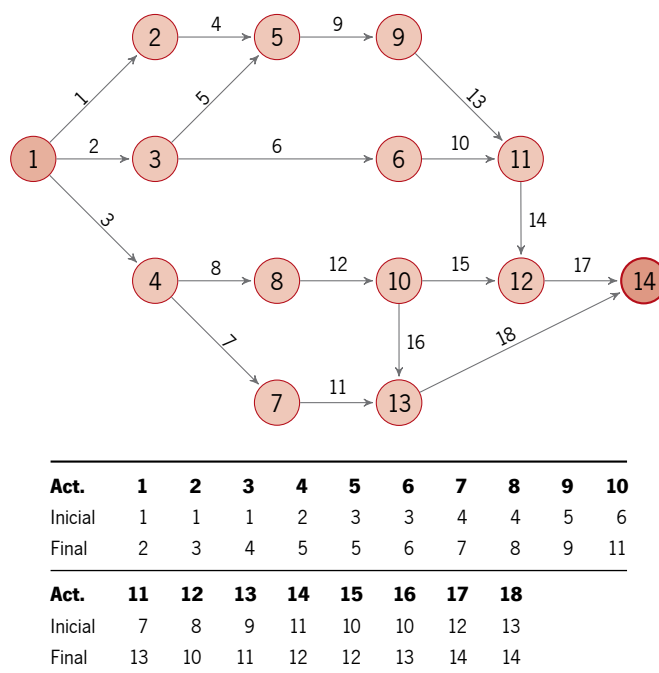 4 9
2 5 9
1 5 13
2 6 10
1 3 6 11
3 14
8 12 15 17
4 8 10 12 14
7 16 18
11
7 13
Act. 1 2 3 4 5 6 7 8 9 10
Inicial 1 1 1 2 3 3 4 4 5 6
Final 2 3 4 5 5 6 7 8 9 11
Act. 11 12 13 14 15 16 17 18
Inicial 7 8 9 11 10 10 12 13
Final 13 10 11 12 12 13 14 14